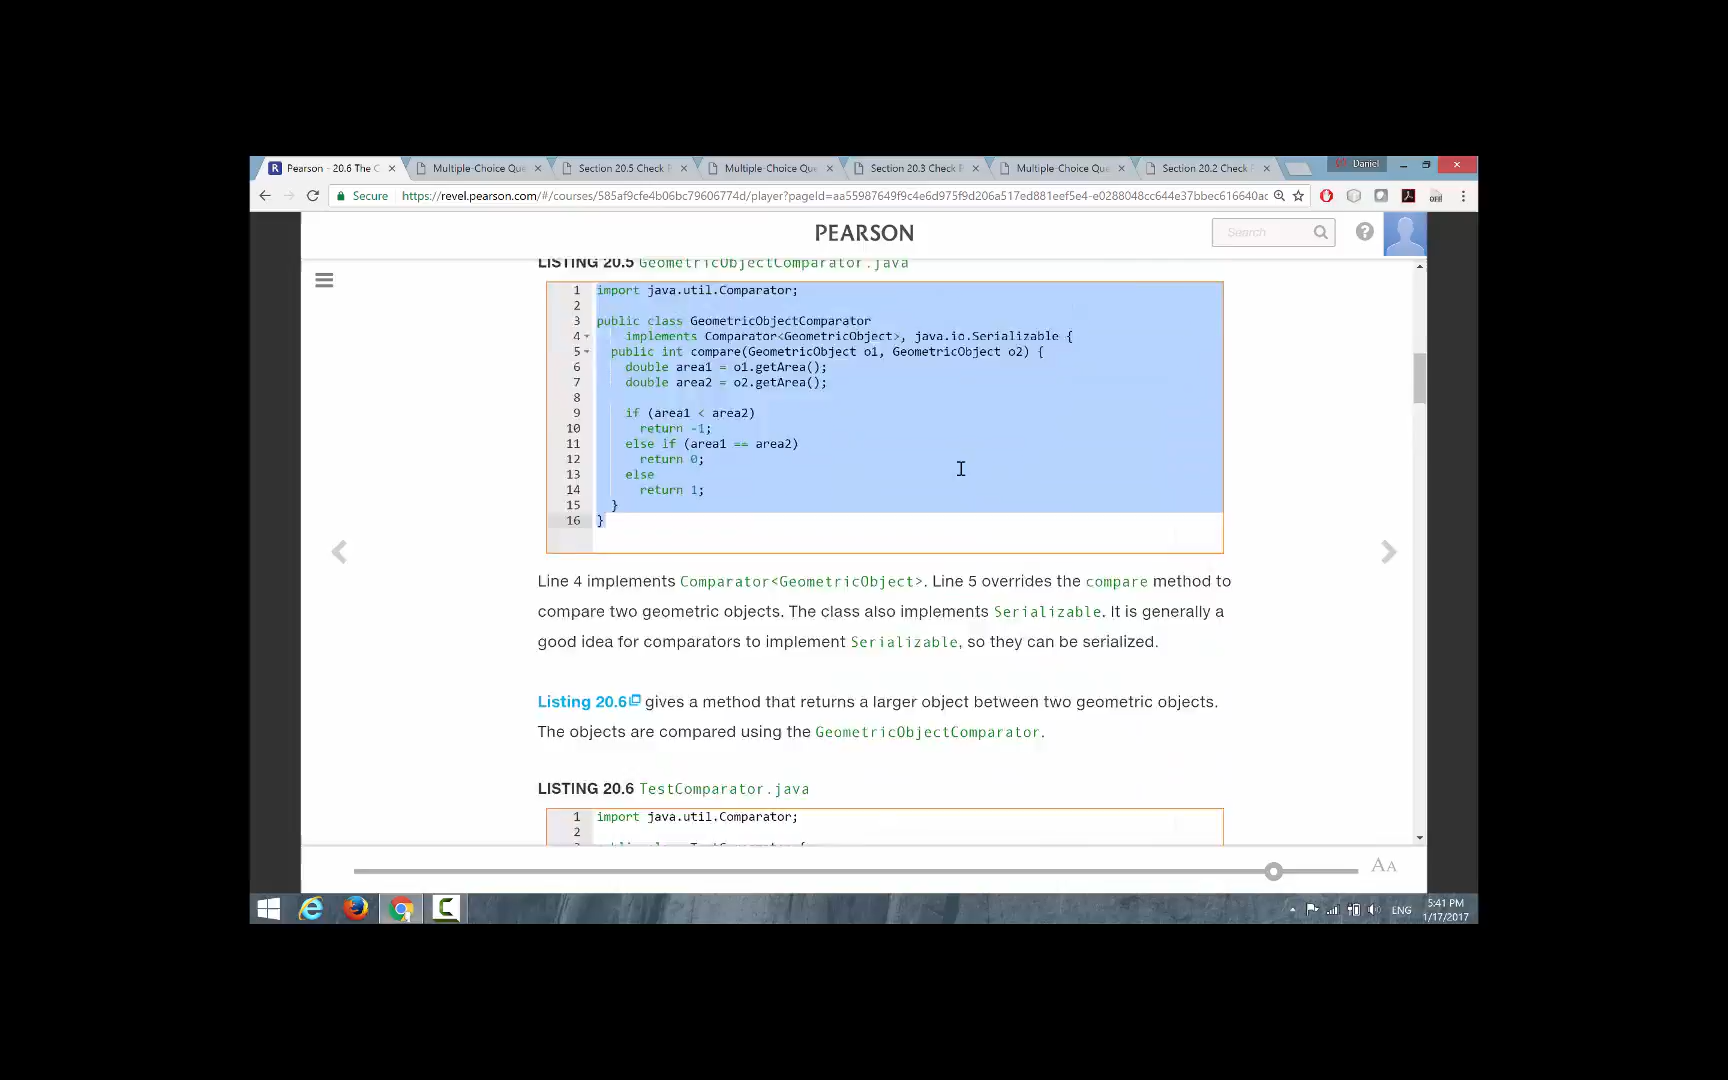 Pearson - 20.6 The C
Multiple-Choice Que
Section 20.5 Check P
Multiple-Choice Que
Section 20.3 Check P
Multiple-Choice Que
Section 20.2 Check P
Daniel
Secure
https://revel.pearson.com/#/courses/585af9cfe4b06bc79606774d/player?pageId=aa55987649f9c4e6d975f9d206a517ed881eef5e4-e0288048cc644e37bbec616640ac
PEARSON
Search
LISTING 20.5 GeometricObjectComparator.java
1 import java.util.Comparator;
2
3 public class GeometricObjectComparator
4 implements Comparator<GeometricObject>, java.io.Serializable {
5 public int compare(GeometricObject o1, GeometricObject o2) {
6 double area1 = o1.getArea();
7 double area2 = o2.getArea();
8
9 if (area1 < area2)
10 return -1;
11 else if (area1 == area2)
12 return 0;
13 else
14 return 1;
15 }
16 }
Line 4 implements Comparator<GeometricObject>. Line 5 overrides the compare method to
compare two geometric objects. The class also implements Serializable. It is generally a
good idea for comparators to implement Serializable, so they can be serialized.
Listing 20.6 gives a method that returns a larger object between two geometric objects.
The objects are compared using the GeometricObjectComparator.
LISTING 20.6 TestComparator.java
1 import java.util.Comparator;
2
AA
ENG
5:41 PM
1/17/2017